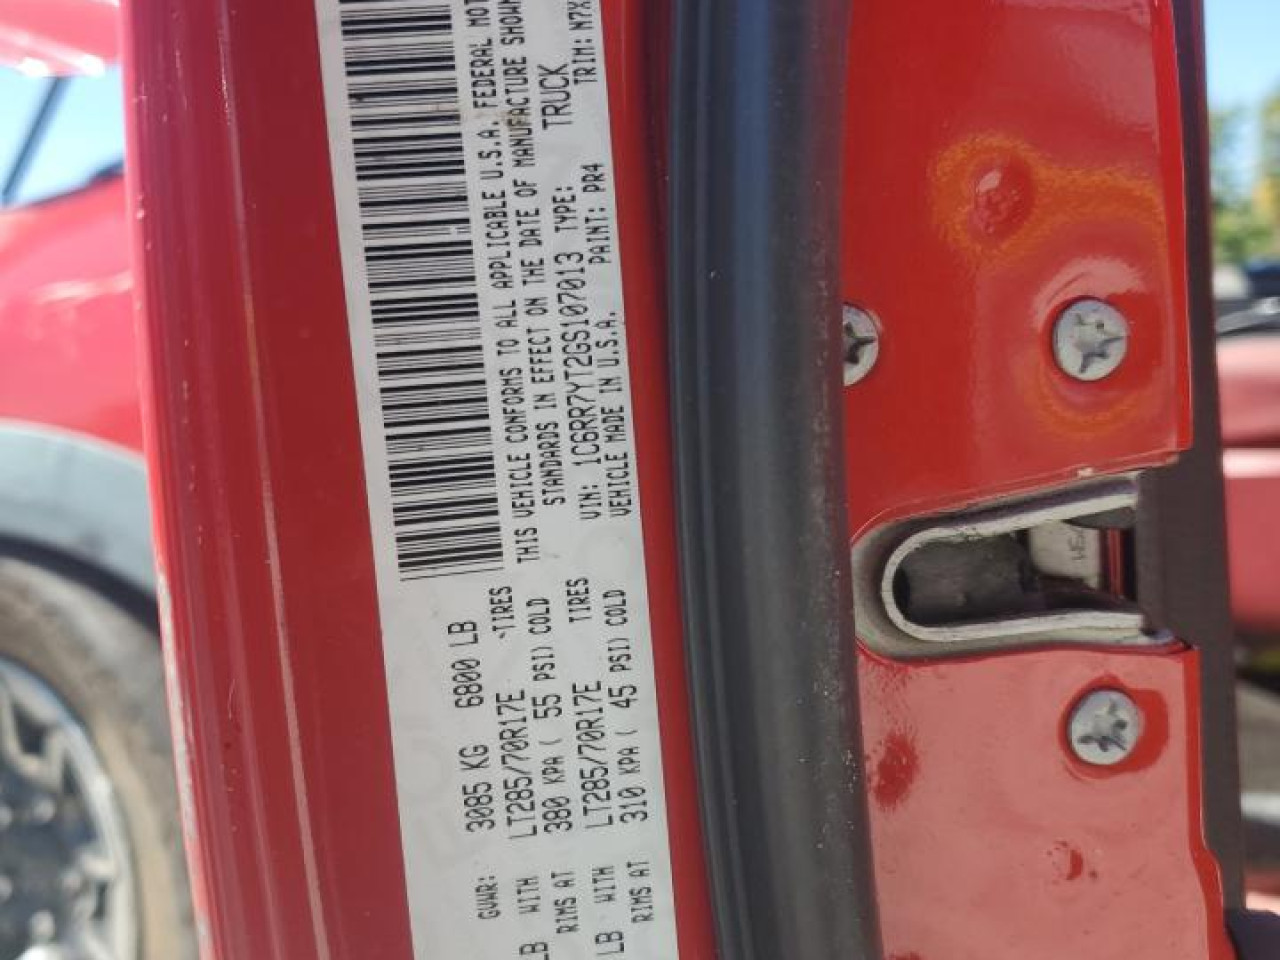 GVWR: 3085 KG 6800 LB
LB WITH LT285/70R17E TIRES
RIMS AT 380 KPA ( 55 PSI) COLD
LB WITH LT285/70R17E TIRES
RIMS AT 310 KPA ( 45 PSI) COLD
THIS VEHICLE CONFORMS TO ALL APPLICABLE U.S.A. FEDERAL MOT
STANDARDS IN EFFECT ON THE DATE OF MANUFACTURE SHOWN
VIN: 1C6RR7YT2GS107013 TYPE: TRUCK
VEHICLE MADE IN U.S.A. PAINT: PR4 TRIM: N7X